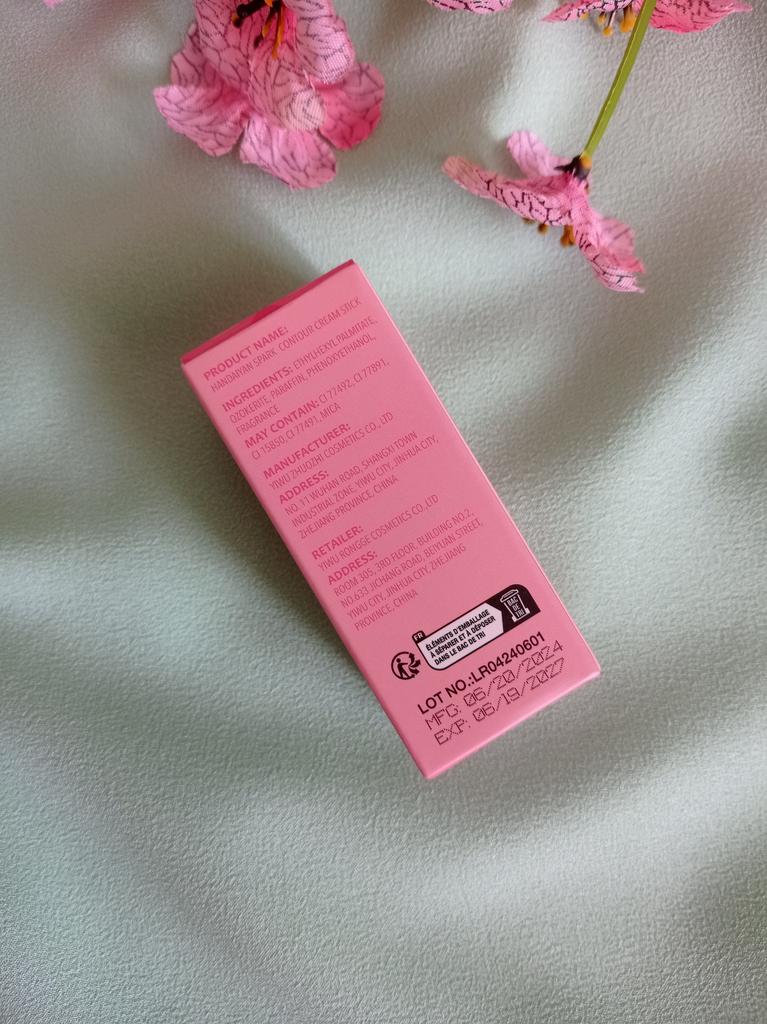 PRODUCT NAME:
HANDAIYAN SPARK CONTOUR CREAM STICK
INGREDIENTS: ETHYLHEXYL PALMITATE,
OZOKERITE, PARAFFIN, PHENOXYETHANOL,
FRAGRANCE
MAY CONTAIN: CI 77492, CI 77891,
CI 15850, CI 77491, MICA
MANUFACTURER:
YIWU ZHUOZHI COSMETICS CO., LTD
ADDRESS:
NO. 11 WUHAN ROAD, SHANGXI TOWN
INDUSTRIAL ZONE, YIWU CITY, JINHUA CITY,
ZHEJIANG PROVINCE, CHINA
RETAILER:
YIWU RONGGE COSMETICS CO., LTD
ADDRESS:
ROOM 305, 3RD FLOOR, BUILDING NO.2,
NO.633 JICHANG ROAD, BEIYUAN STREET,
YIWU CITY, JINHUA CITY, ZHEJIANG
PROVINCE, CHINA
FR
ÉLÉMENTS D'EMBALLAGE
À SÉPARER ET À DÉPOSER
DANS LE BAC DE TRI
BAC
DE
TRI
LOT NO.:LR04240601
MFG: 06/20/2024
EXP: 06/19/2027